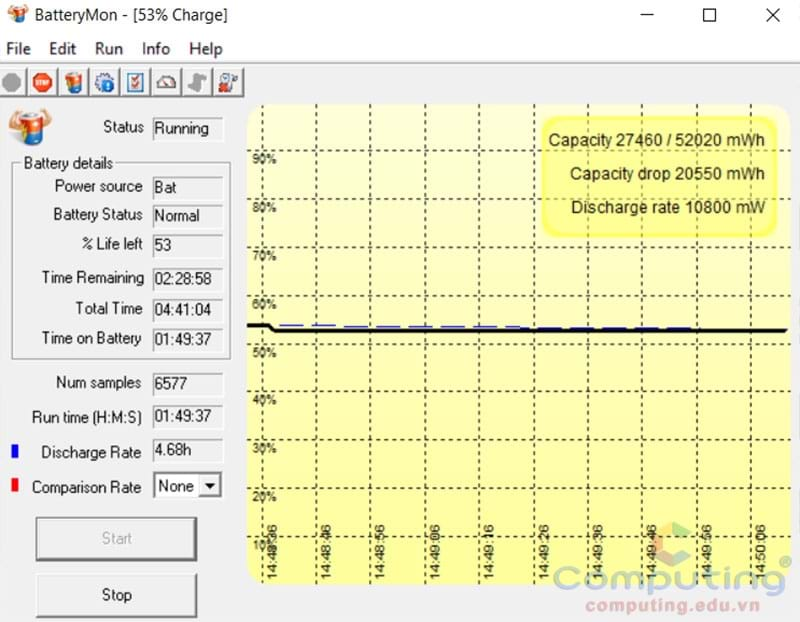 BatteryMon - [53% Charge]
File Edit Run Info Help
STOP
Status Running
Battery details
Power source Bat
Battery Status Normal
% Life left 53
Time Remaining 02:28:58
Total Time 04:41:04
Time on Battery 01:49:37
Num samples 6577
Run time (H:M:S) 01:49:37
Discharge Rate 4.68h
Comparison Rate None
Start
Stop
Capacity 27460 / 52020 mWh
Capacity drop 20550 mWh
Discharge rate 10800 mW
90%
80%
70%
60%
50%
40%
30%
20%
10%
14:48:36
14:48:46
14:48:56
14:49:06
14:49:16
14:49:26
14:49:36
14:49:46
14:49:56
14:50:06
Computing®
computing.edu.vn